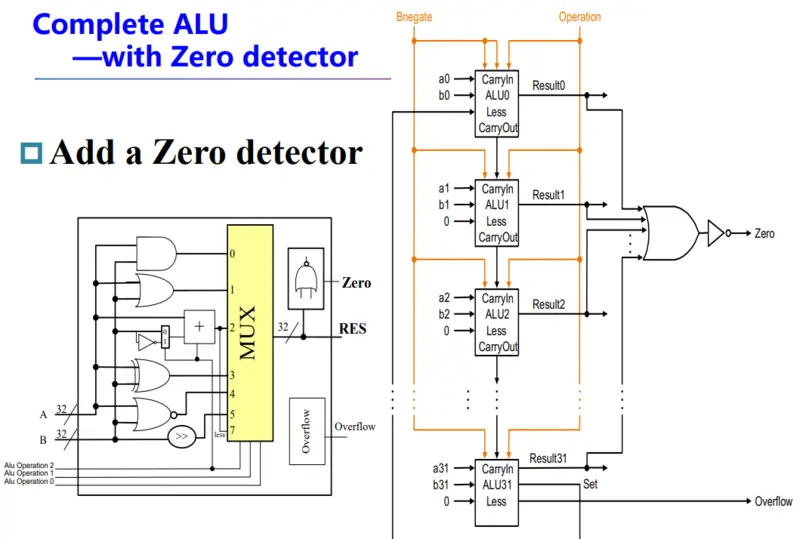 Complete ALU
—with Zero detector
Add a Zero detector
0
1
2
3
4
5
7
0
1
+
>>
less
MUX
32
Zero
RES
A
32
B
32
Overflow
Overflow
Alu Operation 2
Alu Operation 1
Alu Operation 0
Bnegate
Operation
a0
b0
CarryIn
ALU0
Less
CarryOut
Result0
a1
b1
0
CarryIn
ALU1
Less
CarryOut
Result1
Zero
a2
b2
0
CarryIn
ALU2
Less
CarryOut
Result2
a31
b31
0
CarryIn
ALU31
Less
Result31
Set
Overflow